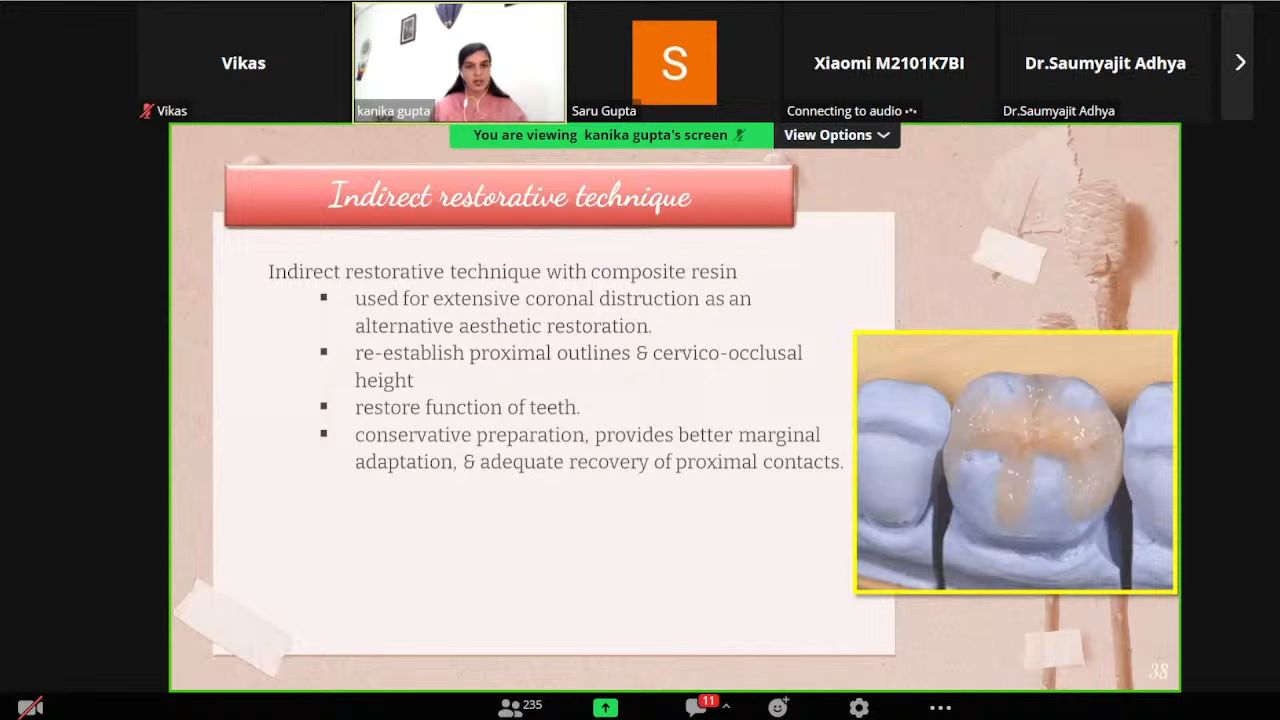 Vikas
S
Xiaomi M2101K7BI
Dr.Saumyajit Adhya
Vikas
kanika gupta
Saru Gupta
Connecting to audio
Dr.Saumyajit Adhya
You are viewing kanika gupta's screen
View Options
Indirect restorative technique
Indirect restorative technique with composite resin
▪ used for extensive coronal distruction as an
alternative aesthetic restoration.
▪ re-establish proximal outlines & cervico-occlusal
height
▪ restore function of teeth.
▪ conservative preparation, provides better marginal
adaptation, & adequate recovery of proximal contacts.
38
235
11